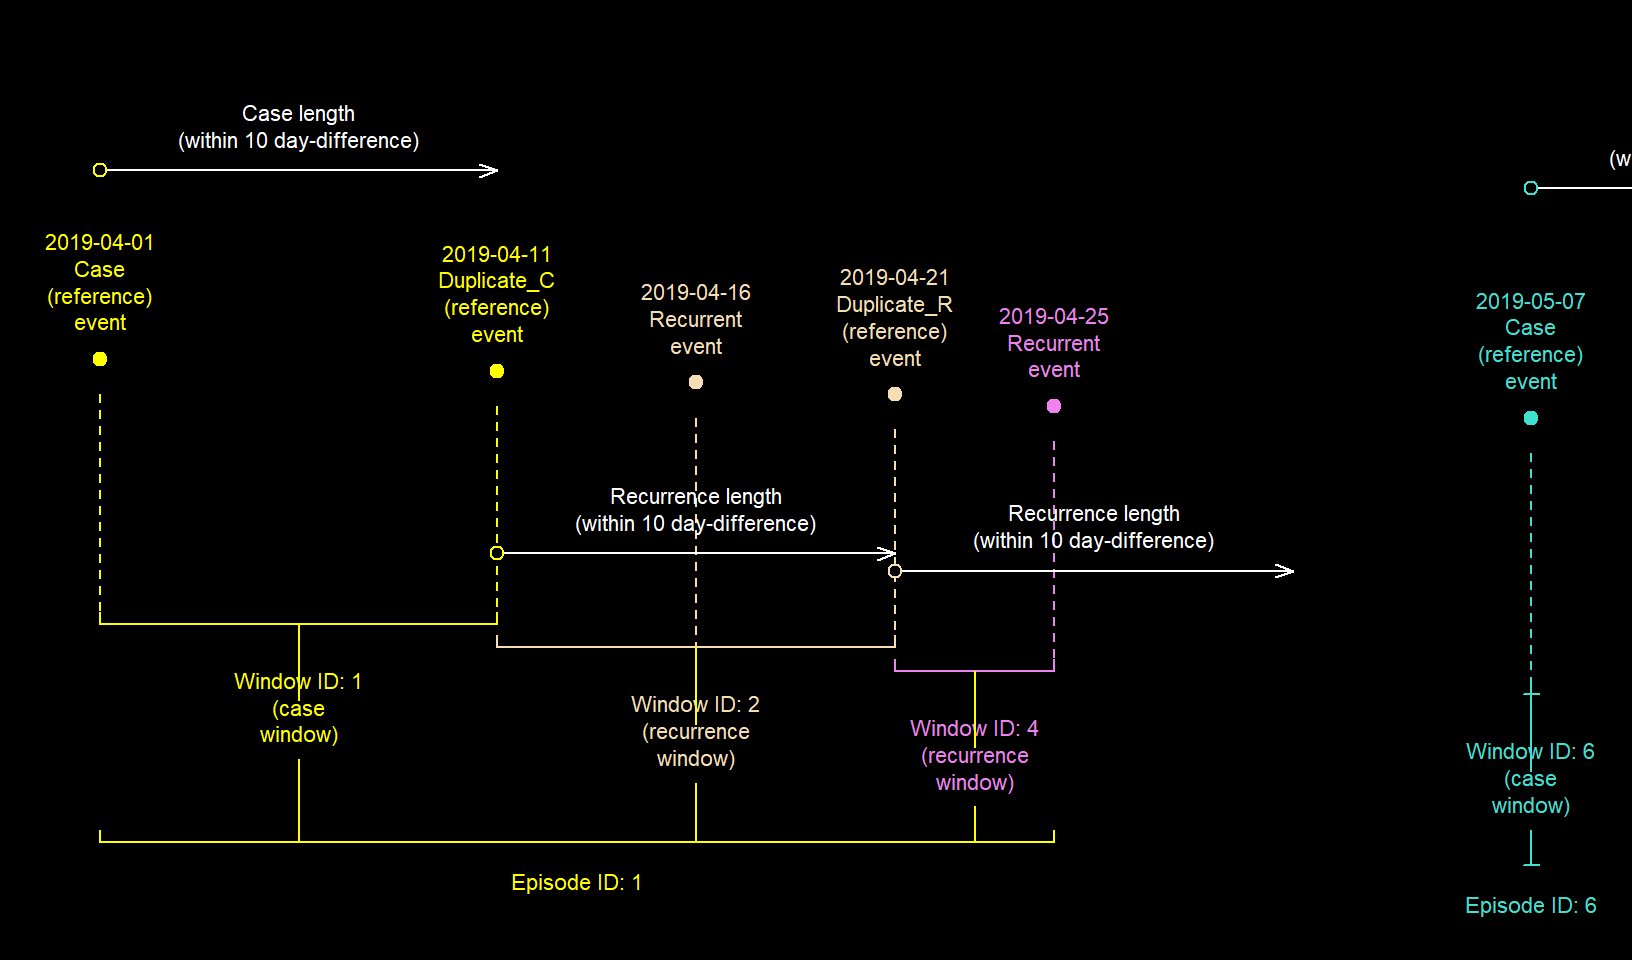 Case length
(within 10 day-difference)
(w
2019-04-01
Case
(reference)
event
2019-04-11
Duplicate_C
(reference)
event
2019-04-16
Recurrent
event
2019-04-21
Duplicate_R
(reference)
event
2019-04-25
Recurrent
event
2019-05-07
Case
(reference)
event
Recurrence length
(within 10 day-difference)
Recurrence length
(within 10 day-difference)
Window ID: 1
(case
window)
Window ID: 2
(recurrence
window)
Window ID: 4
(recurrence
window)
Window ID: 6
(case
window)
Episode ID: 1
Episode ID: 6